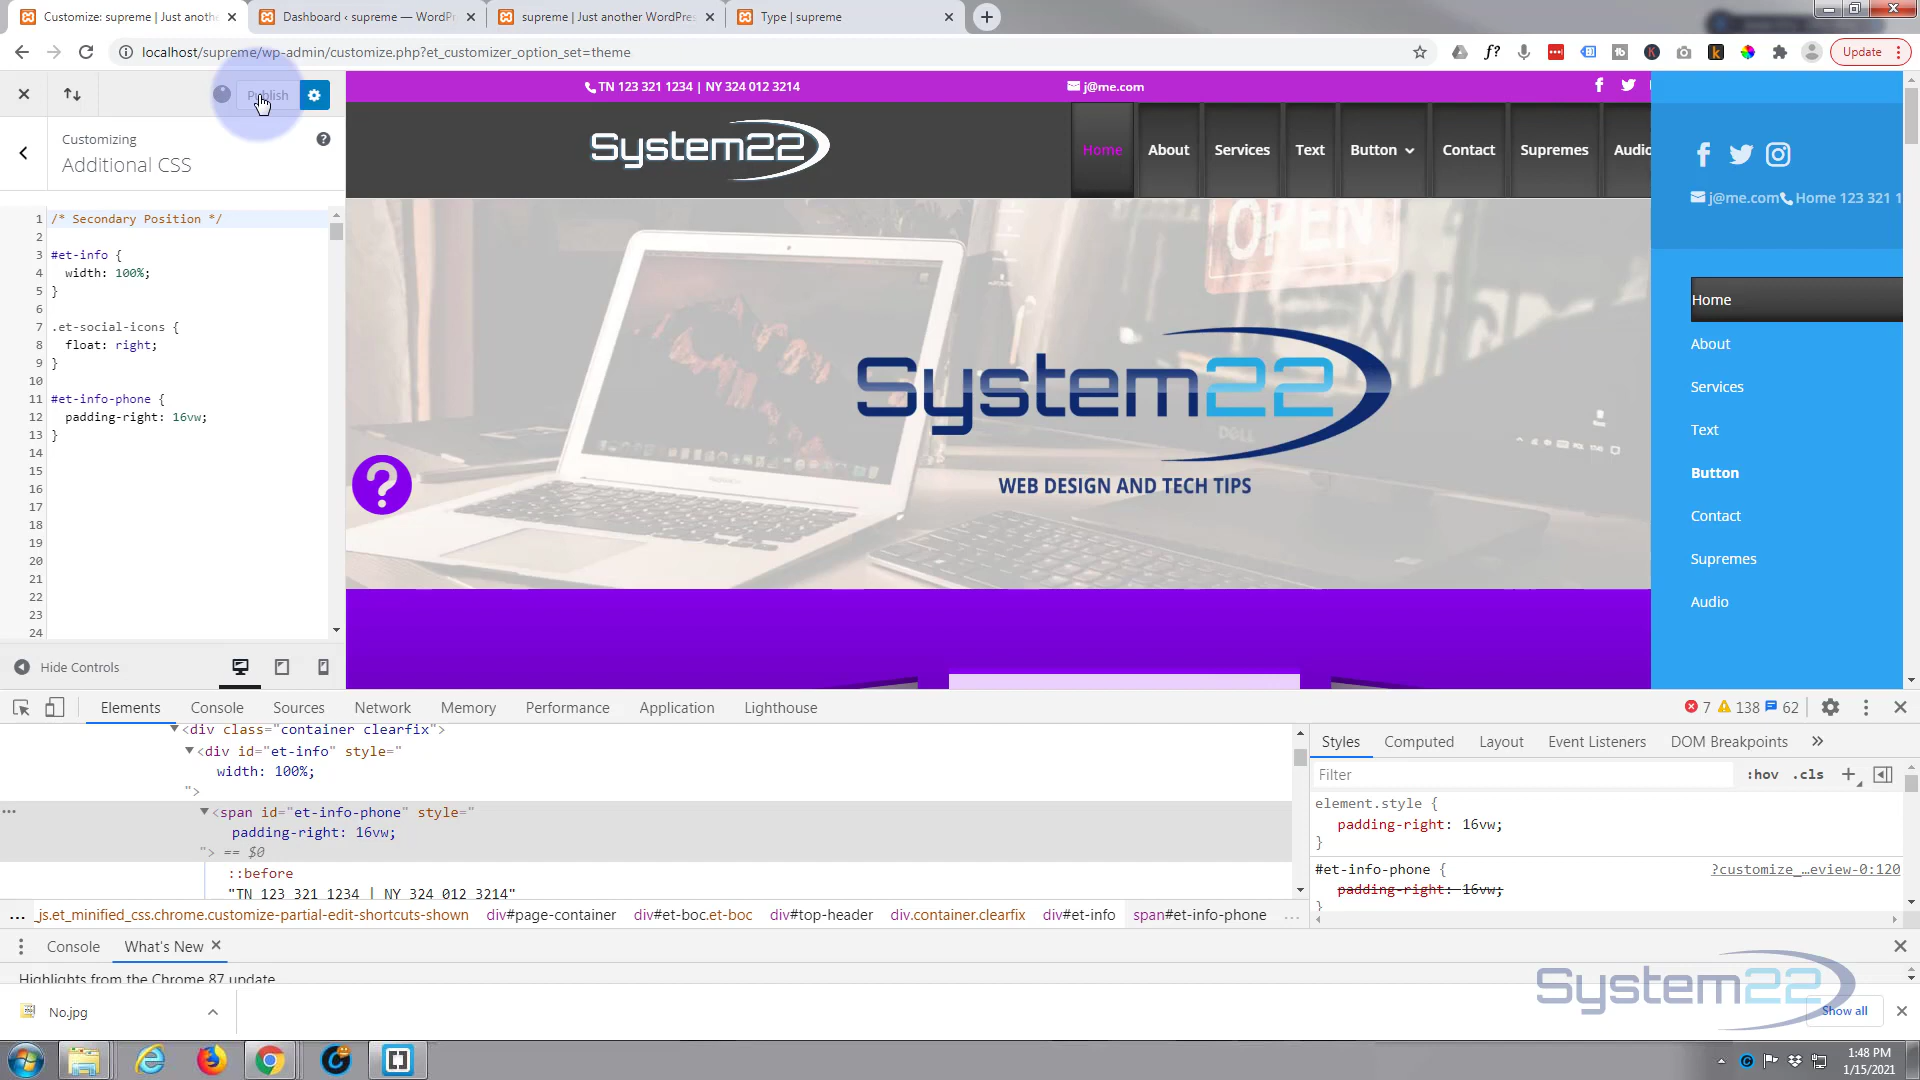 Customize: supreme | Just anoth
Dashboard ‹ supreme — WordPr
supreme | Just another WordPres
Type | supreme
localhost/supreme/wp-admin/customize.php?et_customizer_option_set=theme
f?
Update
Publish
Customizing
Additional CSS
1 /* Secondary Position */
2
3 #et-info {
4 width: 100%;
5 }
6
7 .et-social-icons {
8 float: right;
9 }
10
11 #et-info-phone {
12 padding-right: 16vw;
13 }
14
15
16
17
18
19
20
21
22
23
24
Hide Controls
TN 123 321 1234 | NY 324 012 3214
j@me.com
System22
Home
About
Services
Text
Button
Contact
Supremes
Audio
OPEN
System22
WEB DESIGN AND TECH TIPS
DELL
?
j@me.com Home 123 321 1
Home
About
Services
Text
Button
Contact
Supremes
Audio
Elements
Console
Sources
Network
Memory
Performance
Application
Lighthouse
7
138
62
<div class="container clearfix">
<div id="et-info" style="
width: 100%;
">
<span id="et-info-phone" style="
padding-right: 16vw;
"> == $0
::before
"TN 123 321 1234 | NY 324 012 3214"
... _js.et_minified_css.chrome.customize-partial-edit-shortcuts-shown div#page-container div#et-boc.et-boc div#top-header div.container.clearfix div#et-info span#et-info-phone ...
Styles
Computed
Layout
Event Listeners
DOM Breakpoints
»
Filter
:hov .cls +
element.style {
padding-right: 16vw;
}
#et-info-phone {
?customize_…eview-0:120
padding-right: 16vw;
}
Console
What's New
Highlights from the Chrome 87 update
No.jpg
System22
Show all
1:48 PM
1/15/2021